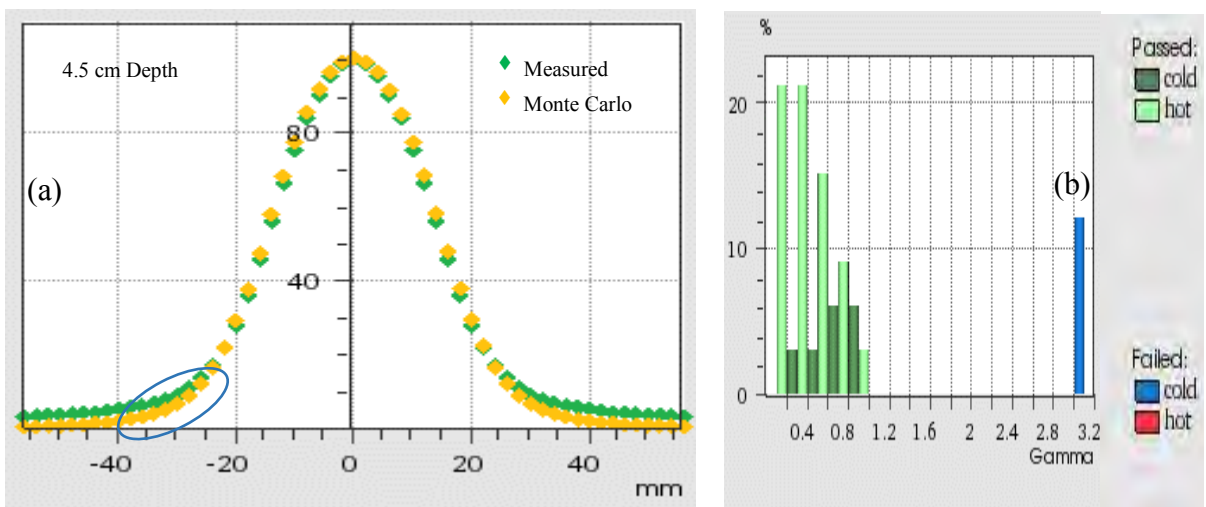 4.5 cm Depth
Measured
Monte Carlo
(a)
80
40
-40 -20 0 20 40
mm
%
20
10
0
(b)
0.4 0.8 1.2 1.6 2 2.4 2.8 3.2
Gamma
Passed:
cold
hot
Failed:
cold
hot